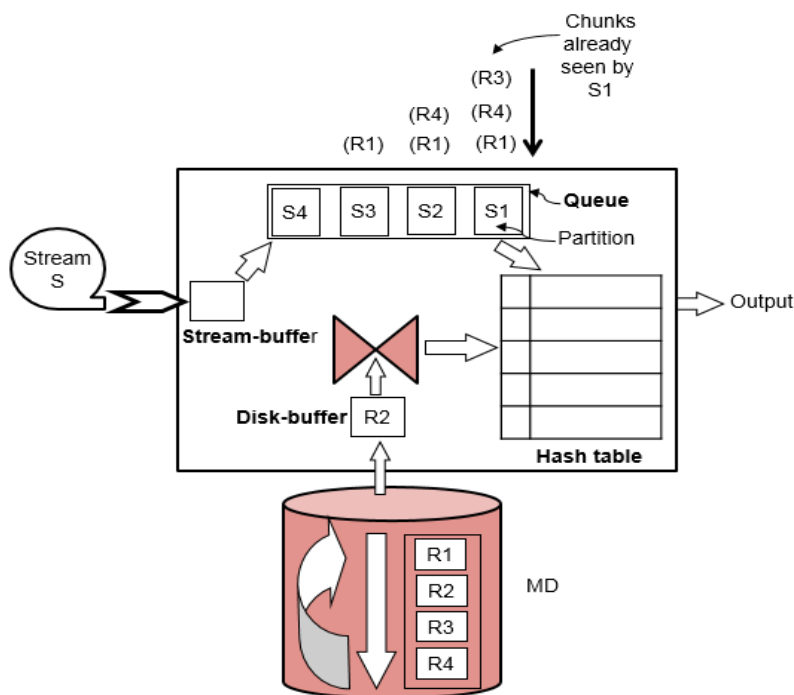 Chunks
already
seen by
S1
(R3)
(R4) (R4)
(R1) (R1) (R1)
S4 S3 S2 S1
Queue
Partition
Stream
S
Stream-buffer
Output
Disk-buffer R2
Hash table
R1
R2
R3
R4
MD